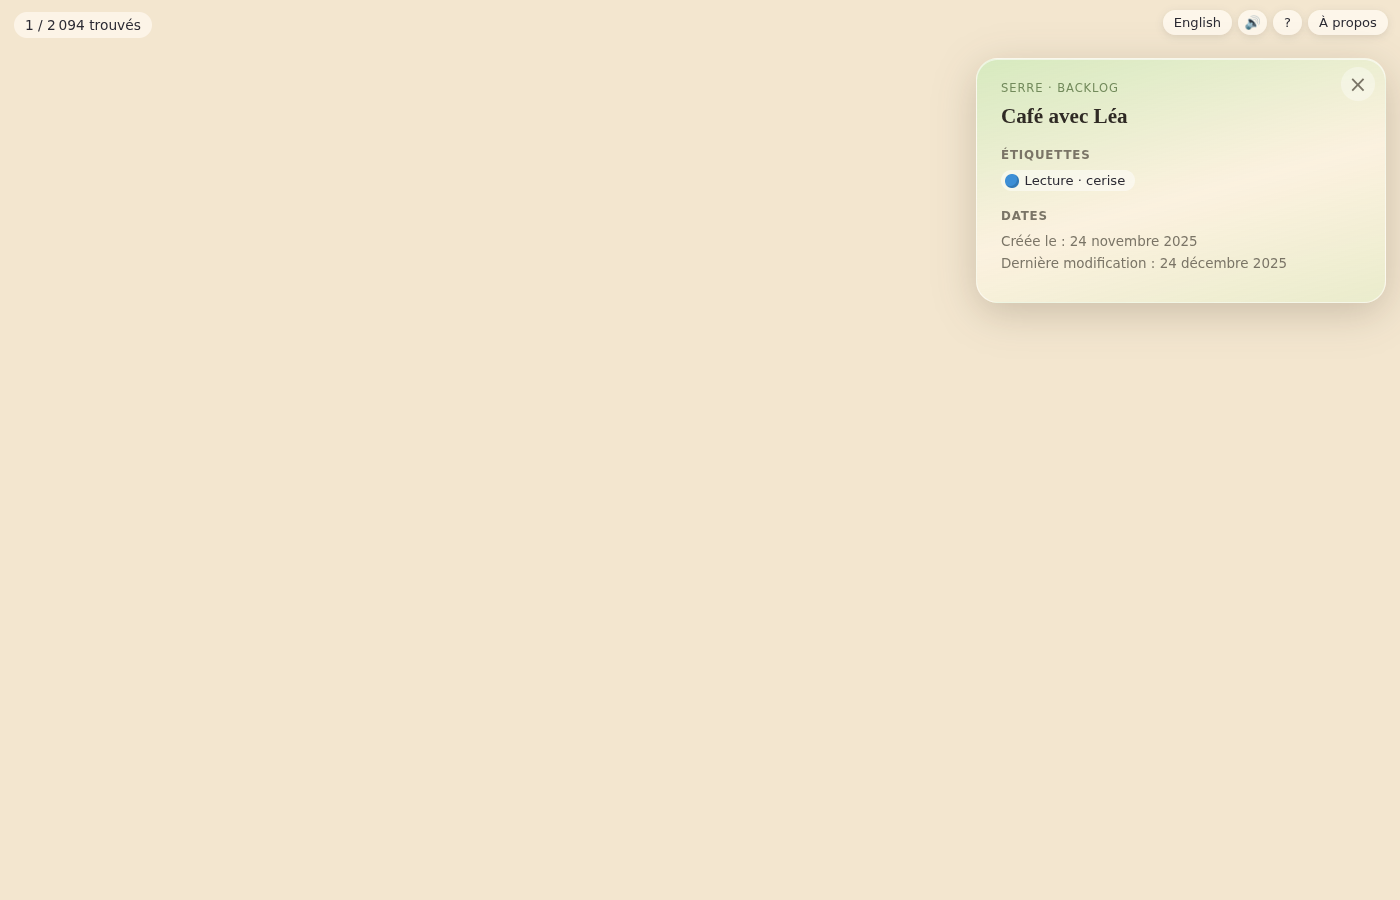 1 / 2 094 trouvés
English
?
À propos
SERRE · BACKLOG
Café avec Léa
ÉTIQUETTES
Lecture · cerise
DATES
Créée le : 24 novembre 2025
Dernière modification : 24 décembre 2025